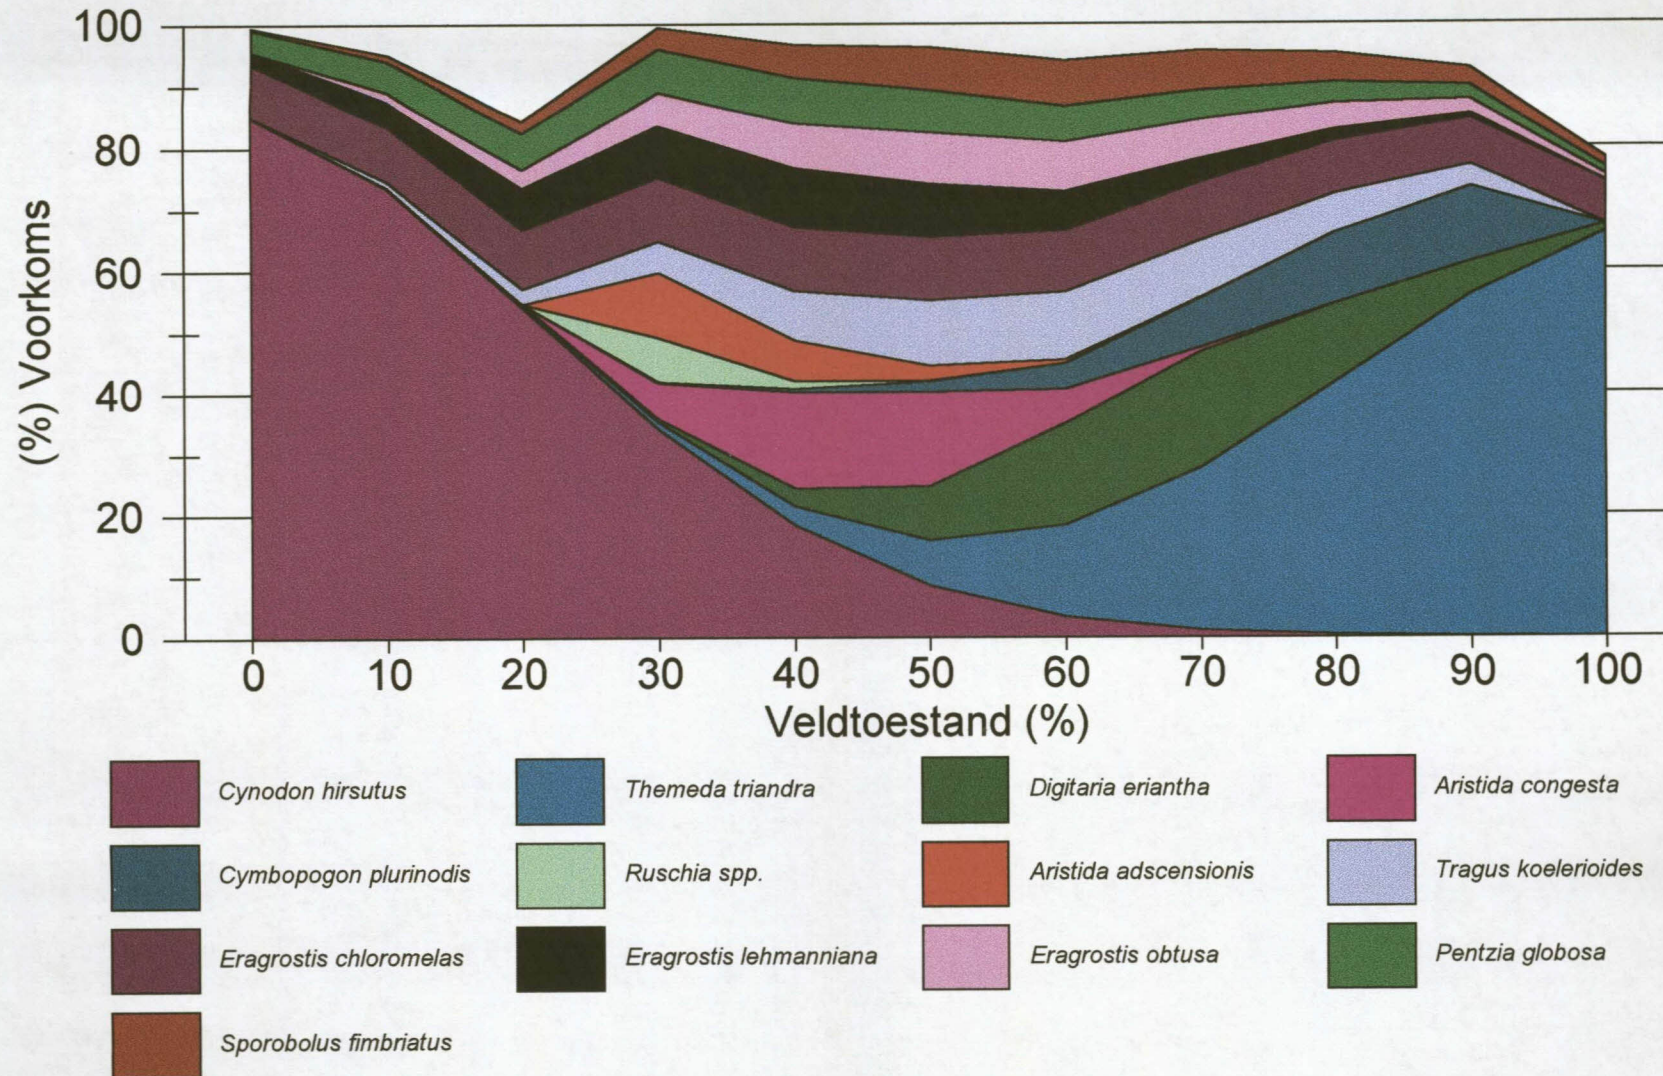 100
80
60
40
20
0
(%) Voorkoms
0 10 20 30 40 50 60 70 80 90 100
Veldtoestand (%)
Cynodon hirsutus Themeda triandra Digitaria eriantha Aristida congesta
Cymbopogon plurinodis Ruschia spp. Aristida adscensionis Tragus koelerioides
Eragrostis chloromelas Eragrostis lehmanniana Eragrostis obtusa Pentzia globosa
Sporobolus fimbriatus